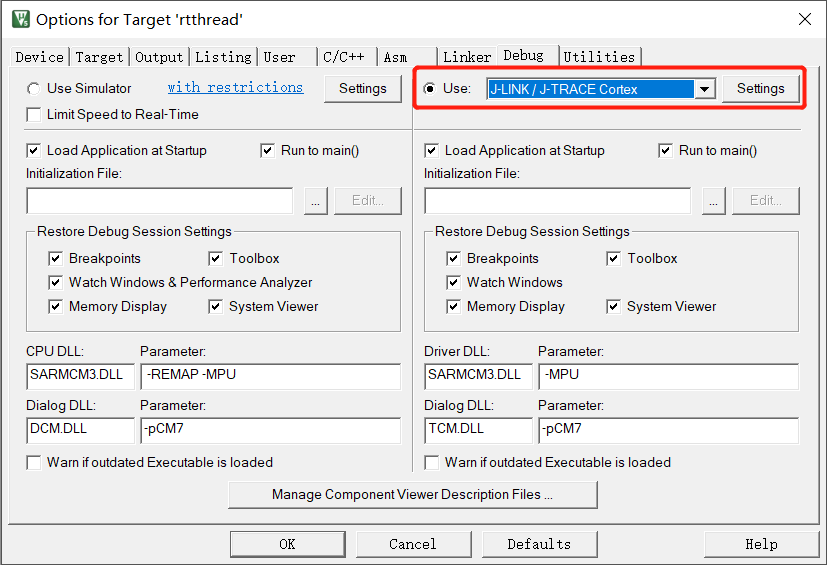 Options for Target 'rtthread'
Device Target Output Listing User C/C++ Asm Linker Debug Utilities
Use Simulator with restrictions Settings
Limit Speed to Real-Time
Use: J-LINK / J-TRACE Cortex Settings
Load Application at Startup Run to main()
Initialization File:
... Edit...
Restore Debug Session Settings
Breakpoints Toolbox
Watch Windows & Performance Analyzer
Memory Display System Viewer
CPU DLL: Parameter:
SARMCM3.DLL -REMAP -MPU
Dialog DLL: Parameter:
DCM.DLL -pCM7
Warn if outdated Executable is loaded
Load Application at Startup Run to main()
Initialization File:
... Edit...
Restore Debug Session Settings
Breakpoints Toolbox
Watch Windows
Memory Display System Viewer
Driver DLL: Parameter:
SARMCM3.DLL -MPU
Dialog DLL: Parameter:
TCM.DLL -pCM7
Warn if outdated Executable is loaded
Manage Component Viewer Description Files ...
OK Cancel Defaults Help